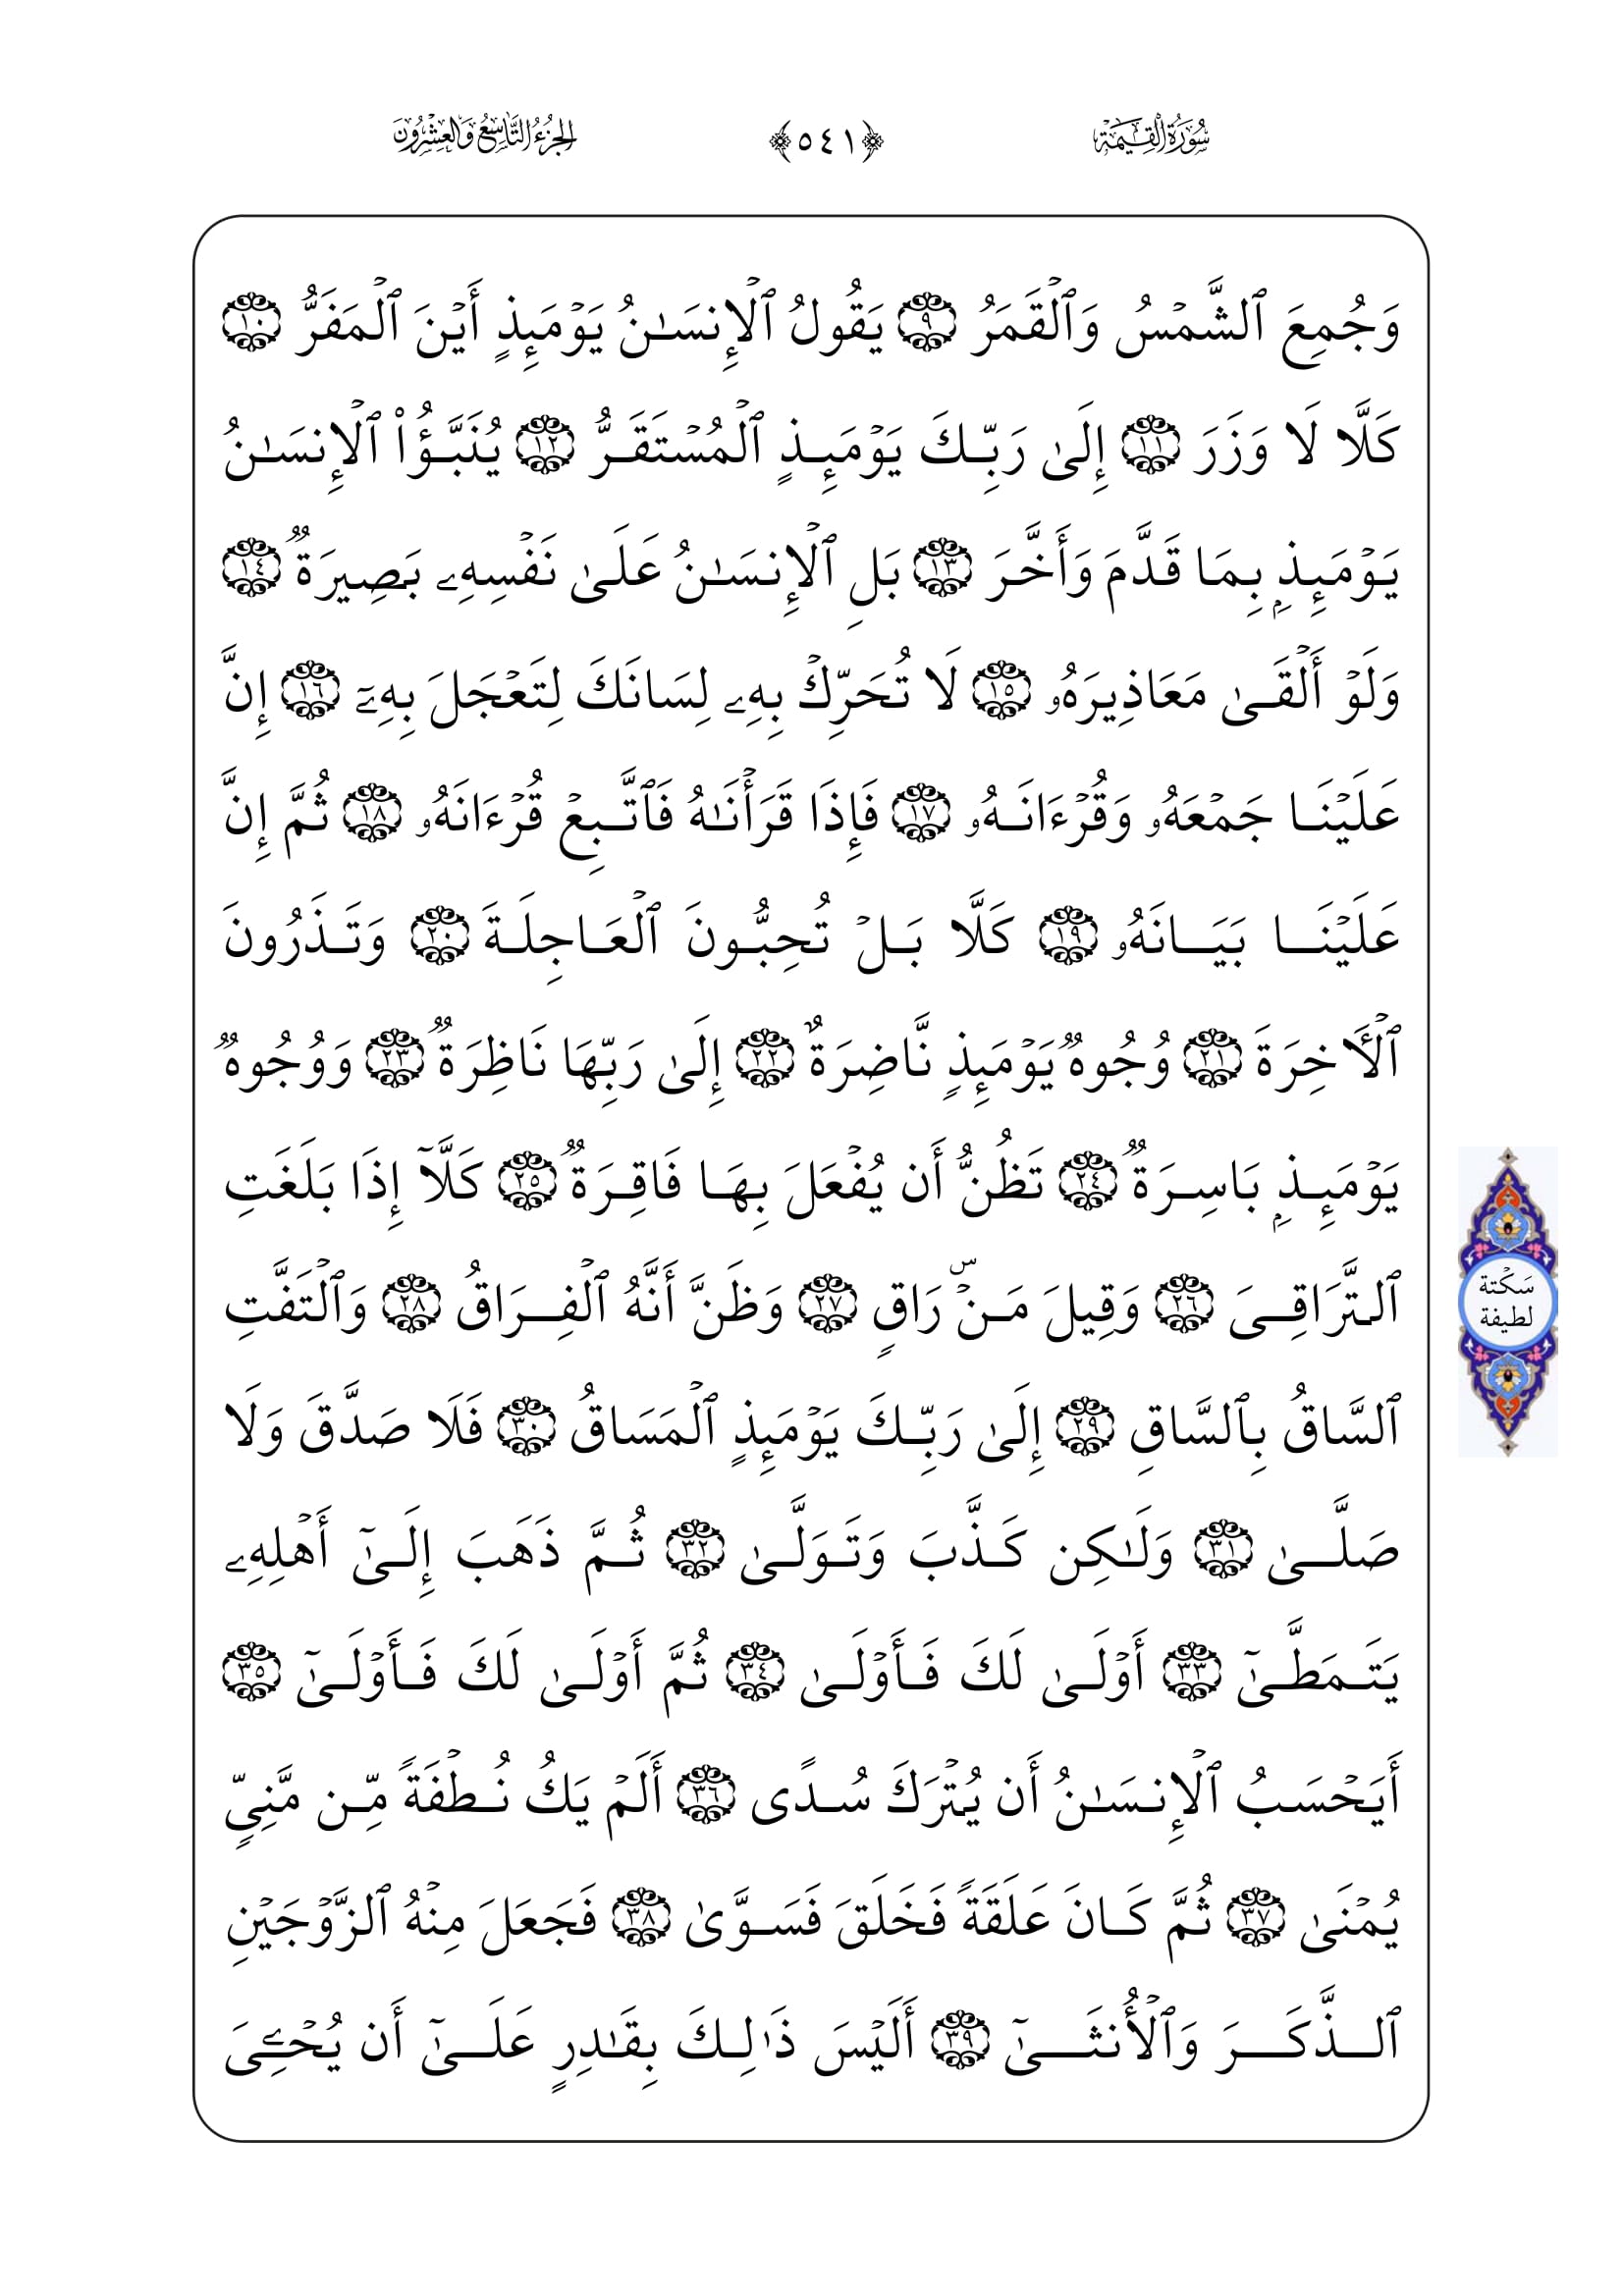 سُورَةُ ٱلْقِيَٰمَةِ ﴿٥٤١﴾ الجُزْءُ التَّاسِعُ وَالعِشْرُونَ
وَجُمِعَ ٱلشَّمْسُ وَٱلْقَمَرُ ٩ يَقُولُ ٱلْإِنسَٰنُ يَوْمَئِذٍ أَيْنَ ٱلْمَفَرُّ ١٠
كَلَّا لَا وَزَرَ ١١ إِلَىٰ رَبِّكَ يَوْمَئِذٍ ٱلْمُسْتَقَرُّ ١٢ يُنَبَّؤُا۟ ٱلْإِنسَٰنُ
يَوْمَئِذٍۭ بِمَا قَدَّمَ وَأَخَّرَ ١٣ بَلِ ٱلْإِنسَٰنُ عَلَىٰ نَفْسِهِۦ بَصِيرَةٌ ١٤
وَلَوْ أَلْقَىٰ مَعَاذِيرَهُۥ ١٥ لَا تُحَرِّكْ بِهِۦ لِسَانَكَ لِتَعْجَلَ بِهِۦٓ ١٦ إِنَّ
عَلَيْنَا جَمْعَهُۥ وَقُرْءَانَهُۥ ١٧ فَإِذَا قَرَأْنَٰهُ فَٱتَّبِعْ قُرْءَانَهُۥ ١٨ ثُمَّ إِنَّ
عَلَيْنَا بَيَانَهُۥ ١٩ كَلَّا بَلْ تُحِبُّونَ ٱلْعَاجِلَةَ ٢٠ وَتَذَرُونَ
ٱلْأَخِرَةَ ٢١ وُجُوهٌ يَوْمَئِذٍ نَّاضِرَةٌ ٢٢ إِلَىٰ رَبِّهَا نَاظِرَةٌ ٢٣ وَوُجُوهٌ
يَوْمَئِذٍۭ بَاسِرَةٌ ٢٤ تَظُنُّ أَن يُفْعَلَ بِهَا فَاقِرَةٌ ٢٥ كَلَّآ إِذَا بَلَغَتِ
ٱلتَّرَاقِىَ ٢٦ وَقِيلَ مَنْۜ رَاقٍ ٢٧ وَظَنَّ أَنَّهُ ٱلْفِرَاقُ ٢٨ وَٱلْتَفَّتِ
سَكْتة
لطيفة
ٱلسَّاقُ بِٱلسَّاقِ ٢٩ إِلَىٰ رَبِّكَ يَوْمَئِذٍ ٱلْمَسَاقُ ٣٠ فَلَا صَدَّقَ وَلَا
صَلَّىٰ ٣١ وَلَٰكِن كَذَّبَ وَتَوَلَّىٰ ٣٢ ثُمَّ ذَهَبَ إِلَىٰٓ أَهْلِهِۦ
يَتَمَطَّىٰٓ ٣٣ أَوْلَىٰ لَكَ فَأَوْلَىٰ ٣٤ ثُمَّ أَوْلَىٰ لَكَ فَأَوْلَىٰٓ ٣٥
أَيَحْسَبُ ٱلْإِنسَٰنُ أَن يُتْرَكَ سُدًى ٣٦ أَلَمْ يَكُ نُطْفَةً مِّن مَّنِىٍّ
يُمْنَىٰ ٣٧ ثُمَّ كَانَ عَلَقَةً فَخَلَقَ فَسَوَّىٰ ٣٨ فَجَعَلَ مِنْهُ ٱلزَّوْجَيْنِ
ٱلذَّكَرَ وَٱلْأُنثَىٰٓ ٣٩ أَلَيْسَ ذَٰلِكَ بِقَٰدِرٍ عَلَىٰٓ أَن يُحْـِۧىَ